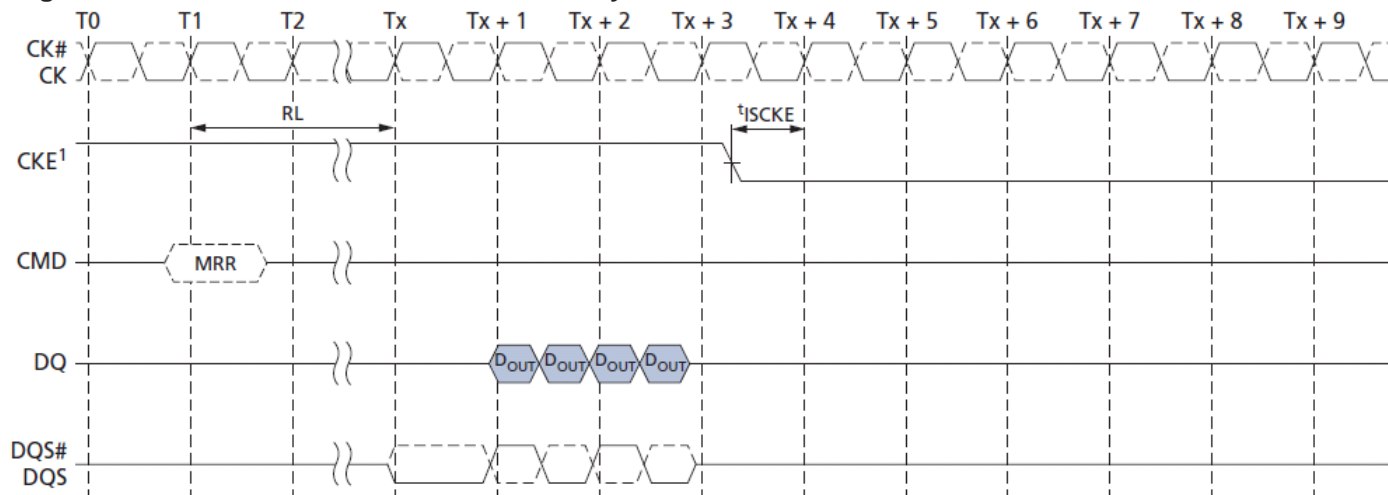 T0 T1 T2 Tx Tx + 1 Tx + 2 Tx + 3 Tx + 4 Tx + 5 Tx + 6 Tx + 7 Tx + 8 Tx + 9
CK#
CK
RL
tISCKE
CKE1
CMD
MRR
DQ
DOUT DOUT DOUT DOUT
DQS#
DQS